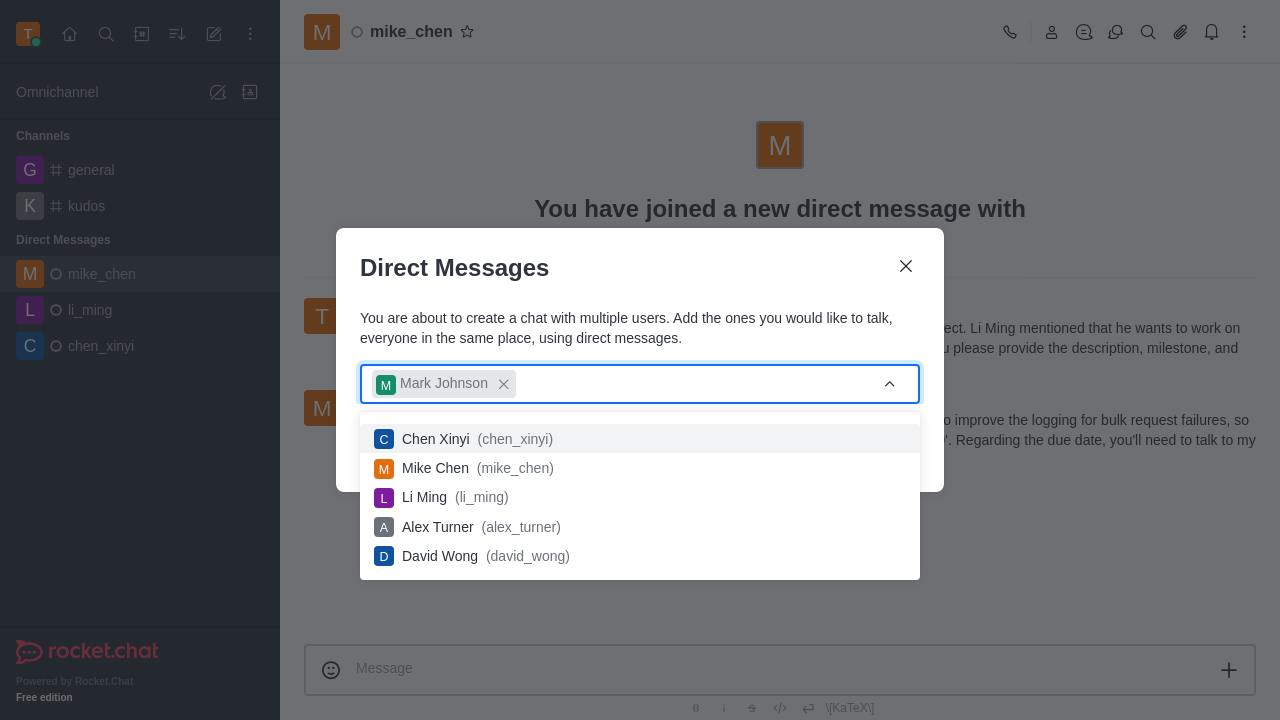 T
Omnichannel
Channels
G general
K kudos
Direct Messages
M mike_chen
L li_ming
C chen_xinyi
rocket.chat
Powered by Rocket.Chat
Free edition
M mike_chen
M
You have joined a new direct message with
T
ect. Li Ming mentioned that he wants to work on
please provide the description, milestone, and
M
o improve the logging for bulk request failures, so
'. Regarding the due date, you'll need to talk to my
Direct Messages
You are about to create a chat with multiple users. Add the ones you would like to talk,
everyone in the same place, using direct messages.
M Mark Johnson
C Chen Xinyi (chen_xinyi)
M Mike Chen (mike_chen)
L Li Ming (li_ming)
A Alex Turner (alex_turner)
D David Wong (david_wong)
Message
B i S </> \[KaTeX\]